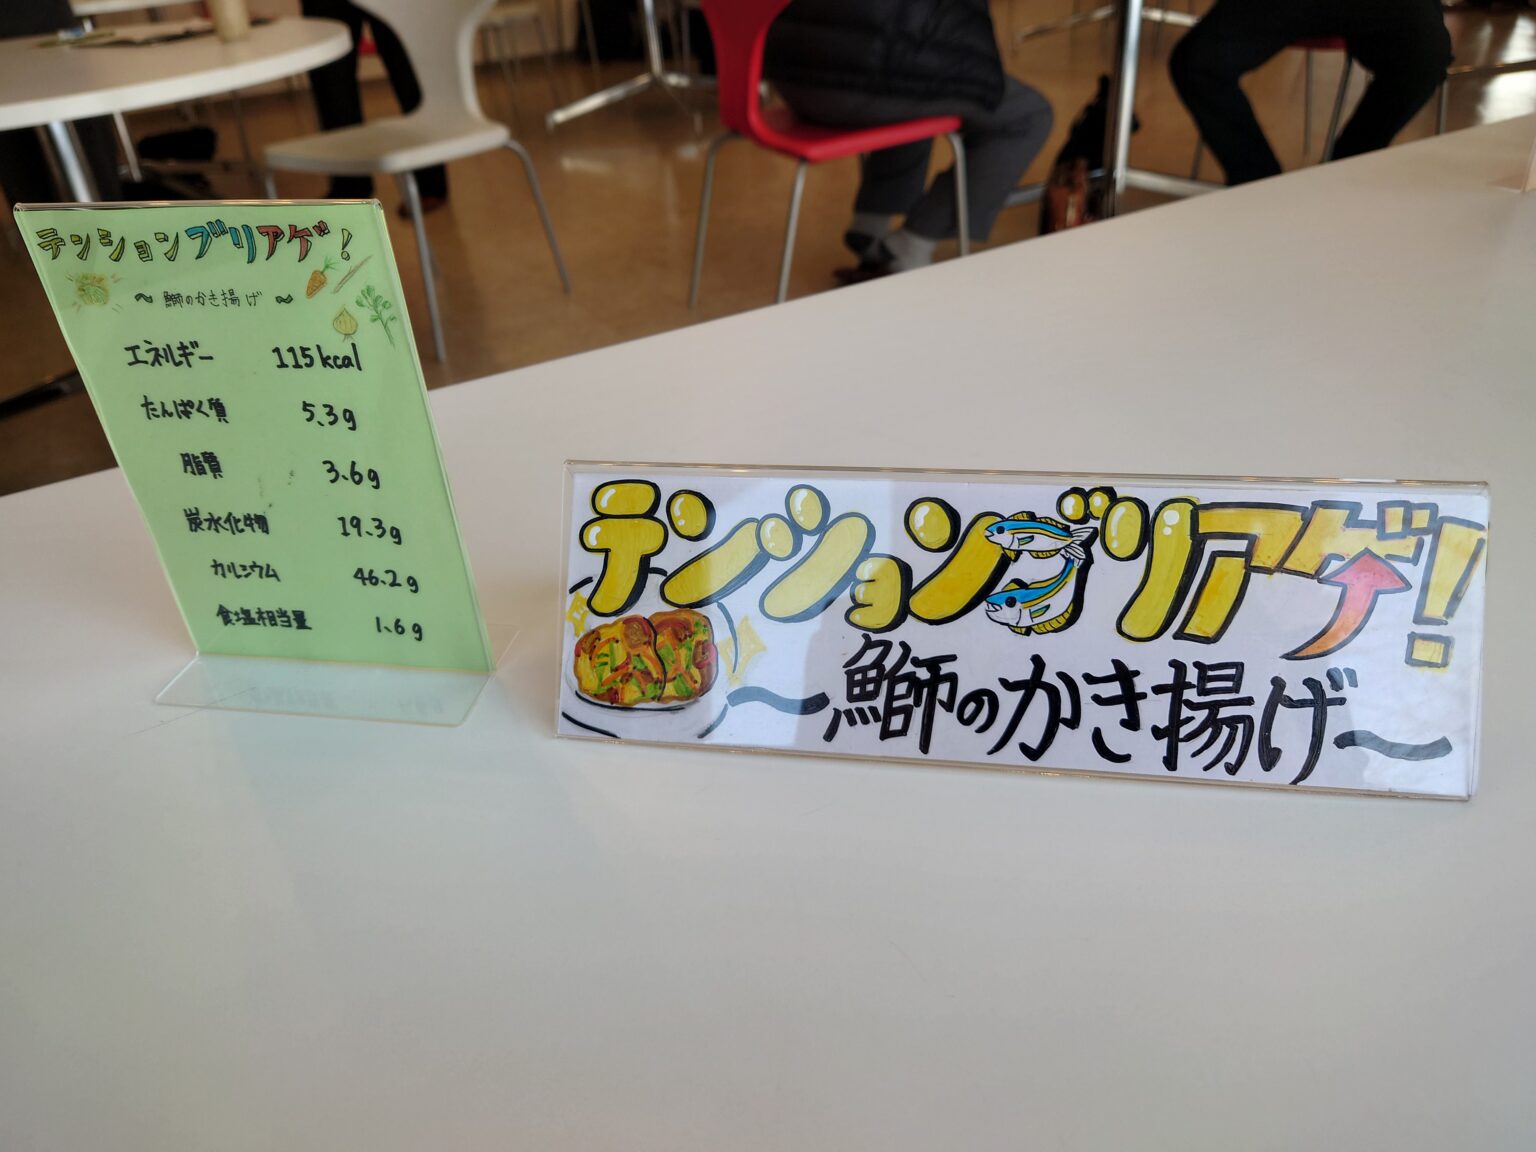 テンションブリアゲ!
～鰤のかき揚げ～
エネルギー 115kcal
たんぱく質 5.3g
脂質 3.6g
炭水化物 19.3g
カルシウム 46.2g
食塩相当量 1.6g
テンションブリアゲ!
～鰤のかき揚げ～